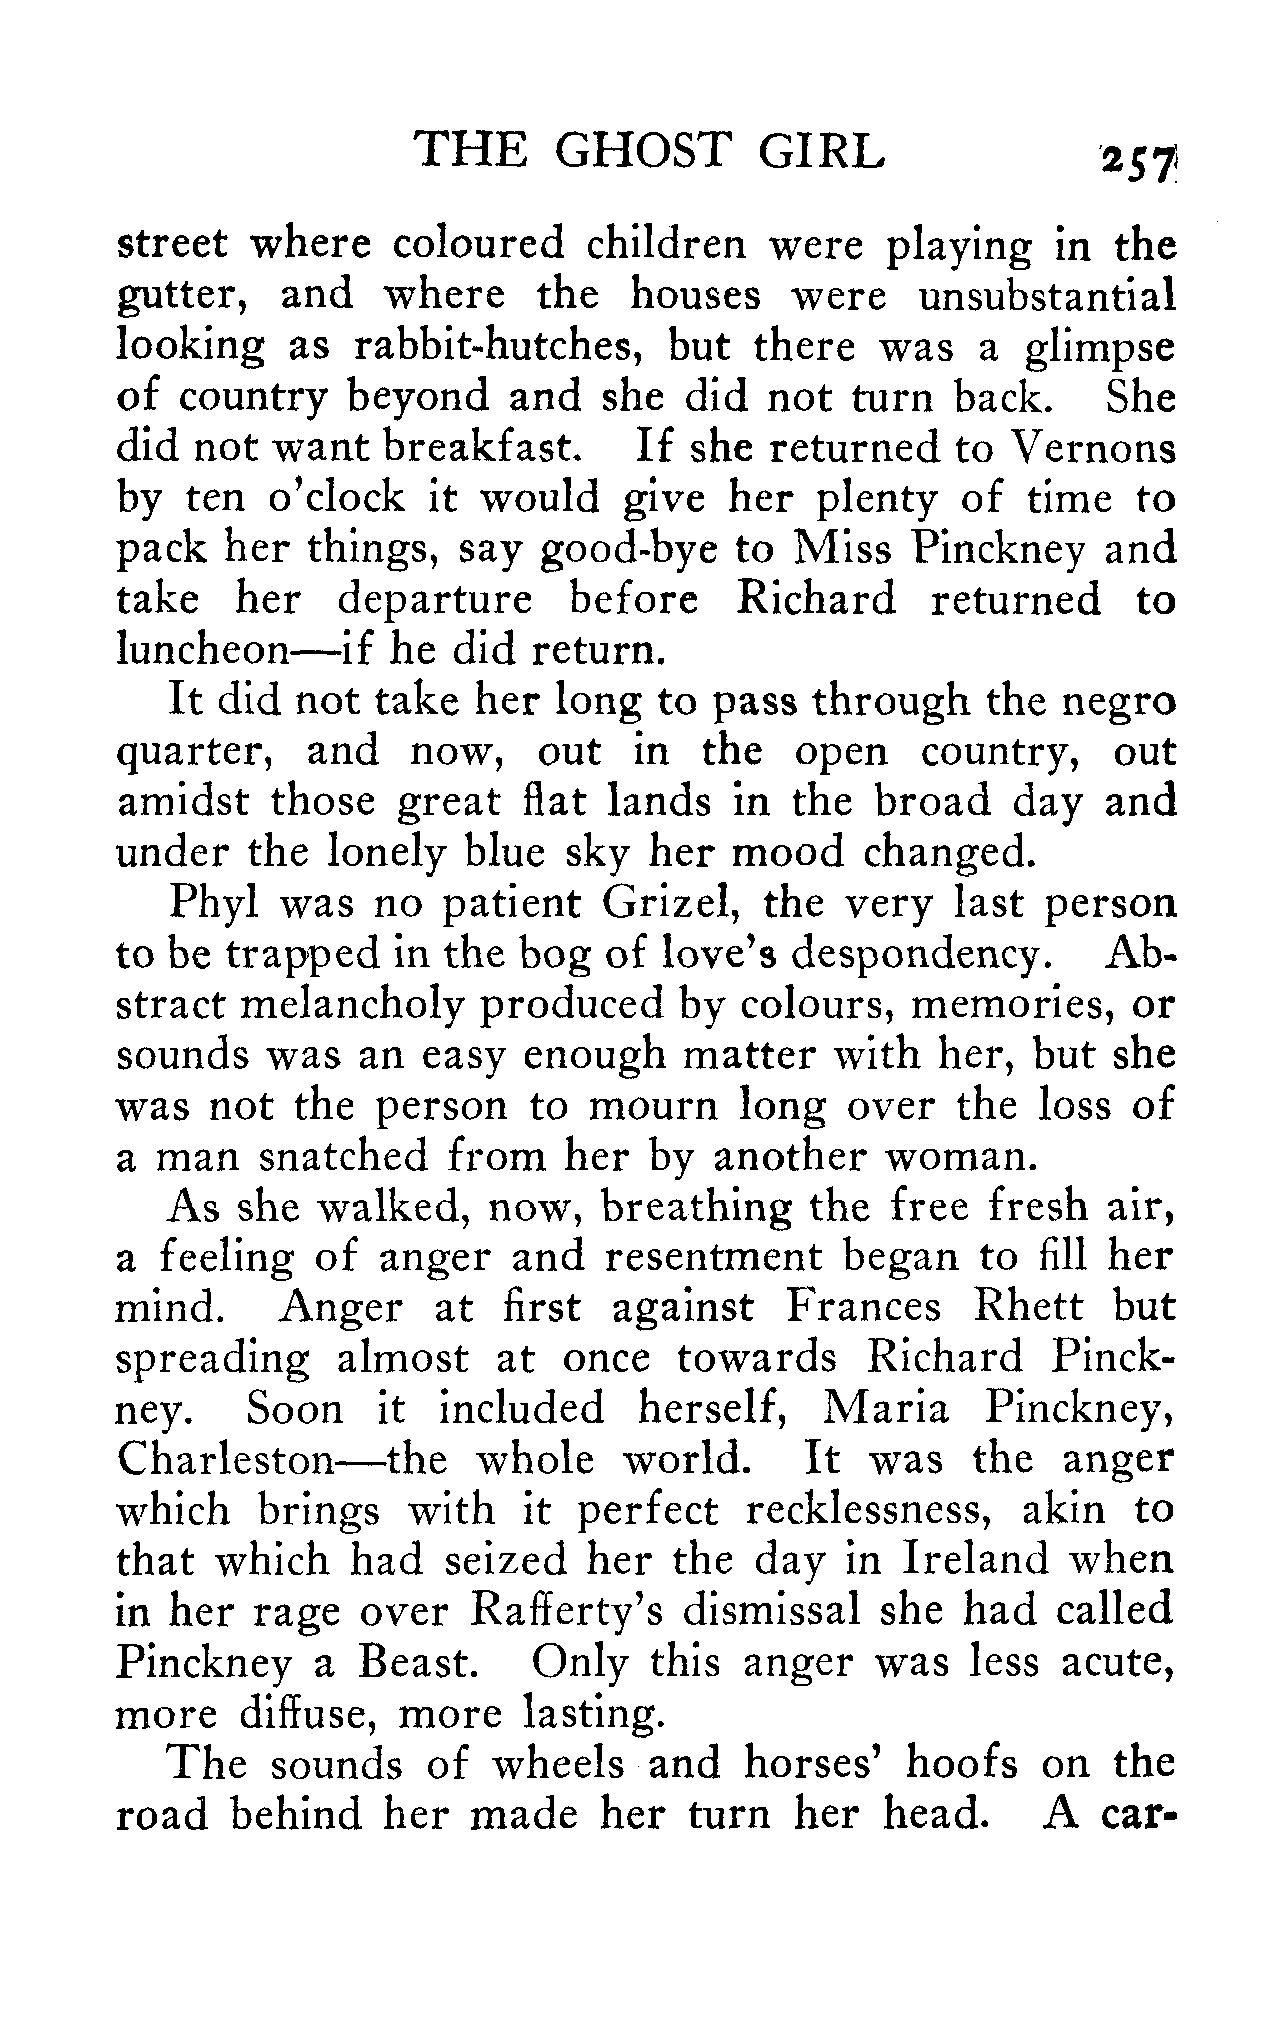 THE GHOST GIRL 257
street where coloured children were playing in the
gutter, and where the houses were unsubstantial
looking as rabbit-hutches, but there was a glimpse
of country beyond and she did not turn back. She
did not want breakfast. If she returned to Vernons
by ten o'clock it would give her plenty of time to
pack her things, say good-bye to Miss Pinckney and
take her departure before Richard returned to
luncheon—if he did return.
It did not take her long to pass through the negro
quarter, and now, out in the open country, out
amidst those great flat lands in the broad day and
under the lonely blue sky her mood changed.
Phyl was no patient Grizel, the very last person
to be trapped in the bog of love's despondency. Ab-
stract melancholy produced by colours, memories, or
sounds was an easy enough matter with her, but she
was not the person to mourn long over the loss of
a man snatched from her by another woman.
As she walked, now, breathing the free fresh air,
a feeling of anger and resentment began to fill her
mind. Anger at first against Frances Rhett but
spreading almost at once towards Richard Pinck-
ney. Soon it included herself, Maria Pinckney,
Charleston—the whole world. It was the anger
which brings with it perfect recklessness, akin to
that which had seized her the day in Ireland when
in her rage over Rafferty's dismissal she had called
Pinckney a Beast. Only this anger was less acute,
more diffuse, more lasting.
The sounds of wheels and horses' hoofs on the
road behind her made her turn her head. A car-